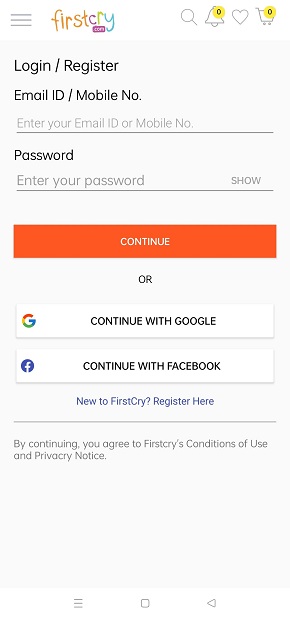 firstcry
.com
0
0
Login / Register
Email ID / Mobile No.
Enter your Email ID or Mobile No.
Password
Enter your password
SHOW
CONTINUE
OR
CONTINUE WITH GOOGLE
CONTINUE WITH FACEBOOK
New to FirstCry? Register Here
By continuing, you agree to Firstcry's Conditions of Use
and Privacry Notice.